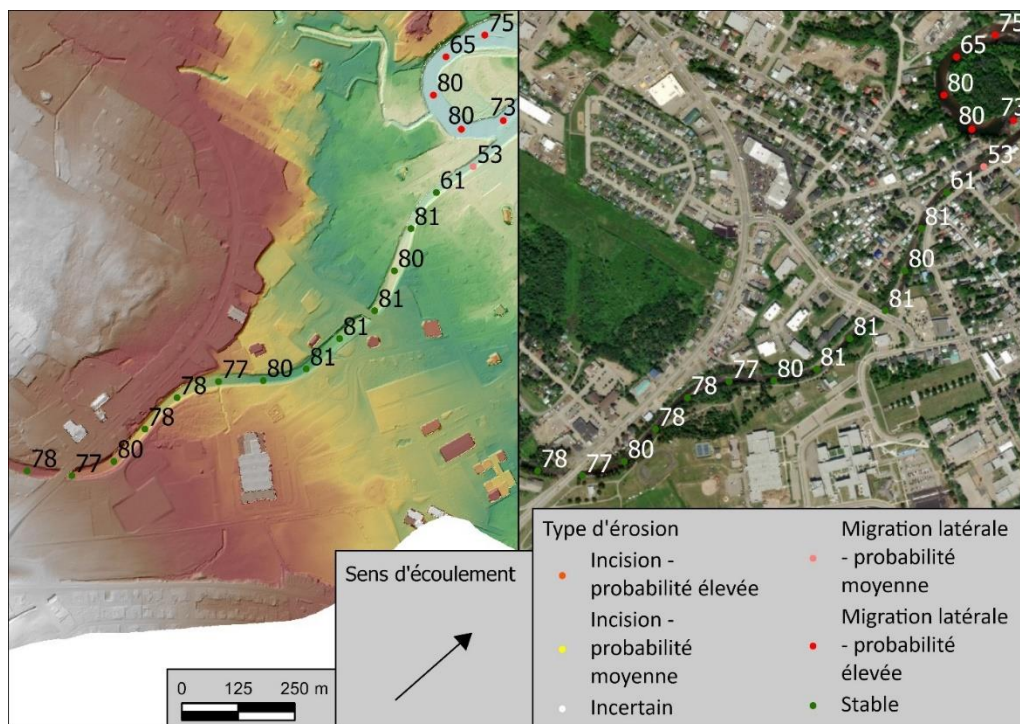 75
65
80
80
73
53
61
81
80
81
81
81
80
77
78
78
80
77
78
75
65
80
80
73
53
61
81
80
81
81
81
80
77
78
78
80
77
78
Sens d'écoulement
0 125 250 m
Type d'érosion
Incision -
probabilité élevée
Incision -
probabilité
moyenne
Incertain
Migration latérale
- probabilité
moyenne
Migration latérale
- probabilité
élevée
Stable